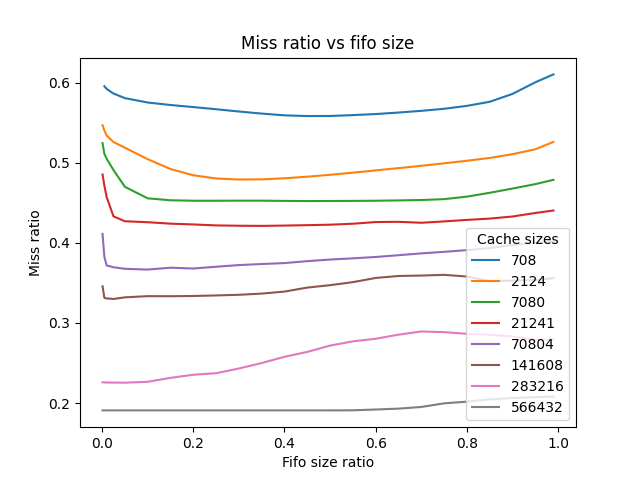 Miss ratio vs fifo size
Miss ratio
0.6
0.5
0.4
0.3
0.2
0.0 0.2 0.4 0.6 0.8 1.0
Fifo size ratio
Cache sizes
708
2124
7080
21241
70804
141608
283216
566432